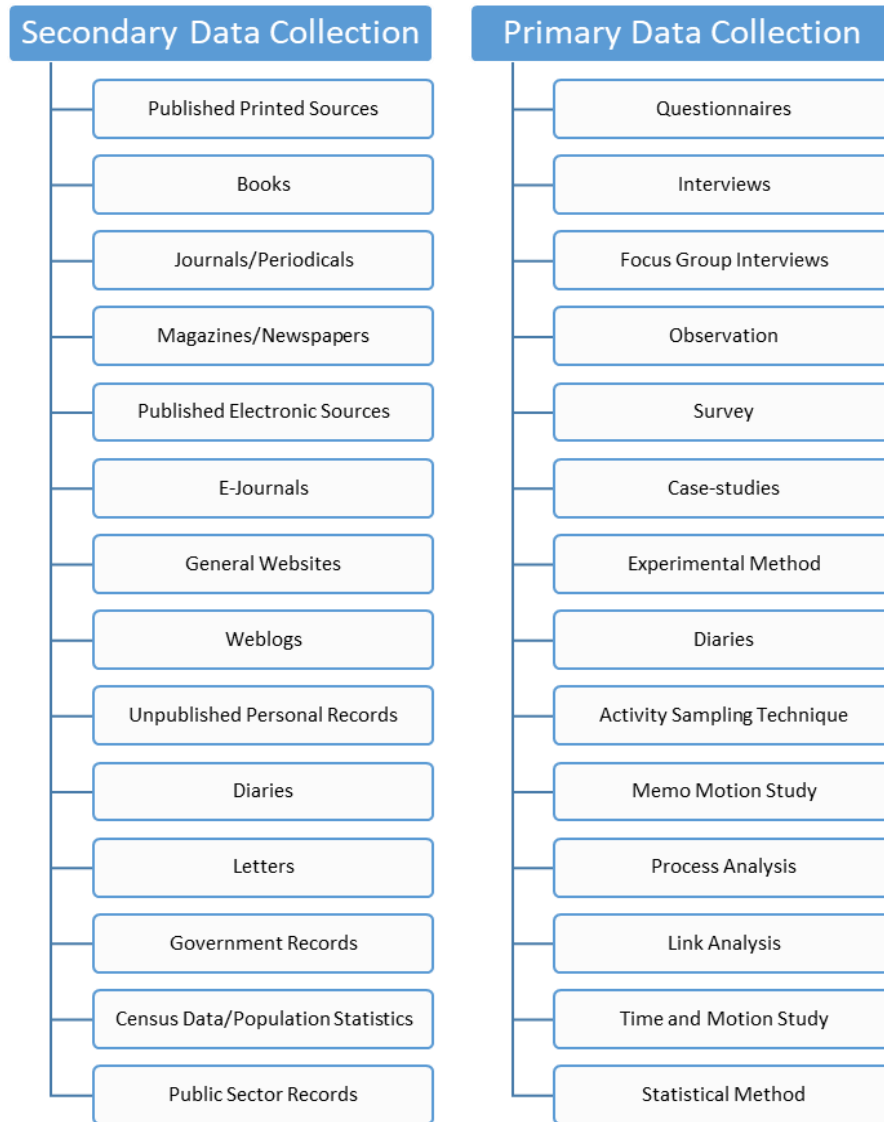 Secondary Data Collection
Published Printed Sources
Books
Journals/Periodicals
Magazines/Newspapers
Published Electronic Sources
E-Journals
General Websites
Weblogs
Unpublished Personal Records
Diaries
Letters
Government Records
Census Data/Population Statistics
Public Sector Records
Primary Data Collection
Questionnaires
Interviews
Focus Group Interviews
Observation
Survey
Case-studies
Experimental Method
Diaries
Activity Sampling Technique
Memo Motion Study
Process Analysis
Link Analysis
Time and Motion Study
Statistical Method